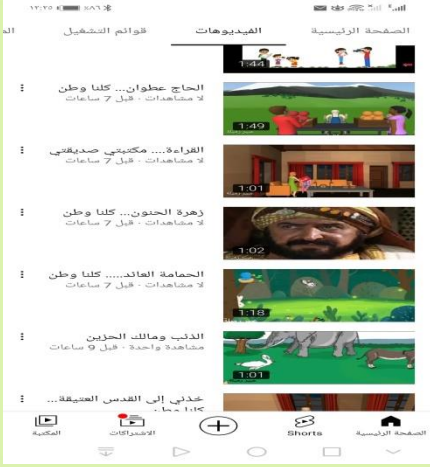 ١٢:٢٥ ٪٨٦
الصفحة الرئيسية
الفيديوهات
قوائم التشغيل
1:44
الحاج عطوان... كلنا وطن
لا مشاهدات - قبل 7 ساعات
1:49
القراءة.... مكتبتي صديقتي
لا مشاهدات - قبل 7 ساعات
1:01
زهرة الحنون... كلنا وطن
لا مشاهدات - قبل 7 ساعات
1:02
الحمامة العائد..... كلنا وطن
لا مشاهدات - قبل 7 ساعات
1:18
الذئب ومالك الحزين
مشاهدة واحدة - قبل 9 ساعات
1:01
خذني إلى القدس العتيقة...
كلنا وطن
الصفحة الرئيسية
Shorts
الاشتراكات
المكتبة